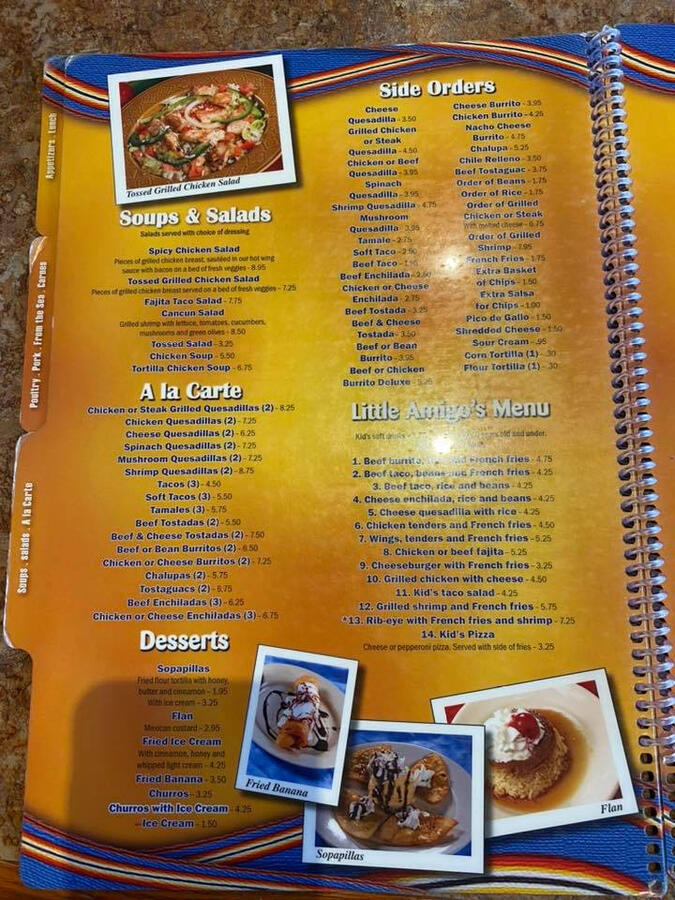 Appetizers . Lunch
Poultry . Pork . From the Sea . Carnes
Soups . salads . A la Carte
Tossed Grilled Chicken Salad
Soups & Salads
Salads served with choice of dressing
Spicy Chicken Salad
Pieces of grilled chicken breast, sautéed in our hot wing
sauce with bacon on a bed of fresh veggies - 8.95
Tossed Grilled Chicken Salad
Pieces of grilled chicken breast served on a bed of fresh veggies - 7.25
Fajita Taco Salad - 7.75
Cancun Salad
Grilled shrimp with lettuce, tomatoes, cucumbers,
mushrooms and green olives - 8.50
Tossed Salad - 3.25
Chicken Soup - 5.50
Tortilla Chicken Soup - 6.75
A la Carte
Chicken or Steak Grilled Quesadillas (2) - 8.25
Chicken Quesadillas (2) - 7.25
Cheese Quesadillas (2) - 6.25
Spinach Quesadillas (2) - 7.25
Mushroom Quesadillas (2) - 7.25
Shrimp Quesadillas (2) - 8.75
Tacos (3) - 4.50
Soft Tacos (3) - 5.50
Tamales (3) - 5.75
Beef Tostadas (2) - 5.50
Beef & Cheese Tostadas (2) - 7.50
Beef or Bean Burritos (2) - 6.50
Chicken or Cheese Burritos (2) - 7.25
Chalupas (2) - 5.75
Tostaguacs (2) - 6.75
Beef Enchiladas (3) - 6.25
Chicken or Cheese Enchiladas (3) - 6.75
Desserts
Sopapillas
Fried flour tortilla with honey,
butter and cinnamon - 1.95
With ice cream - 3.25
Flan
Mexican custard - 2.95
Fried Ice Cream
With cinnamon, honey and
whipped light cream - 4.25
Fried Banana - 3.50
Churros - 3.25
Churros with Ice Cream - 4.25
Ice Cream - 1.50
Side Orders
Cheese
Quesadilla - 3.50
Grilled Chicken
or Steak
Quesadilla - 4.50
Chicken or Beef
Quesadilla - 3.95
Spinach
Quesadilla - 3.95
Shrimp Quesadilla - 4.75
Mushroom
Quesadilla - 3.95
Tamale - 2.75
Soft Taco - 2.50
Beef Taco -
Beef Enchilada - 2.50
Chicken or Cheese
Enchilada - 2.75
Beef Tostada - 3.25
Beef & Cheese
Tostada - 3.50
Beef or Bean
Burrito - 3.95
Beef or Chicken
Burrito Deluxe - 5.25
Cheese Burrito - 3.95
Chicken Burrito - 4.25
Nacho Cheese
Burrito - 4.75
Chalupa - 5.25
Chile Relleno - 3.50
Beef Tostaguac - 3.75
Order of Beans - 1.75
Order of Rice - 1.75
Order of Grilled
Chicken or Steak
With melted cheese - 6.75
Order of Grilled
Shrimp - 7.95
French Fries - 1.75
Extra Basket
of Chips - 1.50
Extra Salsa
for Chips - 1.00
Pico de Gallo - 1.50
Shredded Cheese - 1.50
Sour Cream - .95
Corn Tortilla (1) - .30
Flour Tortilla (1) - .30
Little Amigo's Menu
Kid's soft drinks old and under.
1. Beef burrito, and French fries - 4.75
2. Beef taco, beans and French fries - 4.25
3. Beef taco, rice and beans - 4.25
4. Cheese enchilada, rice and beans - 4.25
5. Cheese quesadilla with rice - 4.25
6. Chicken tenders and French fries - 4.50
7. Wings, tenders and French fries - 5.25
8. Chicken or beef fajita - 5.25
9. Cheeseburger with French fries - 3.25
10. Grilled chicken with cheese - 4.50
11. Kid's taco salad - 4.25
12. Grilled shrimp and French fries - 5.75
*13. Rib-eye with French fries and shrimp - 7.25
14. Kid's Pizza
Cheese or pepperoni pizza. Served with side of fries - 3.25
Fried Banana
Sopapillas
Flan